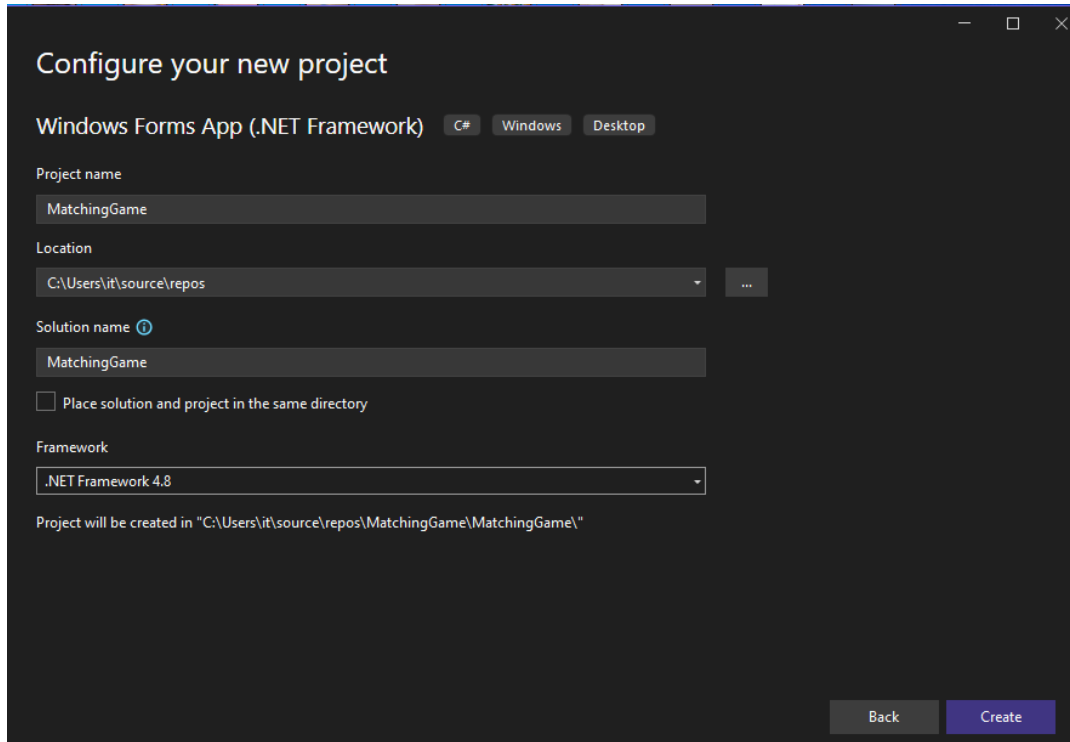 Configure your new project
Windows Forms App (.NET Framework) C# Windows Desktop
Project name
MatchingGame
Location
C:\Users\it\source\repos
...
Solution name
MatchingGame
Place solution and project in the same directory
Framework
.NET Framework 4.8
Project will be created in "C:\Users\it\source\repos\MatchingGame\MatchingGame\"
Back Create